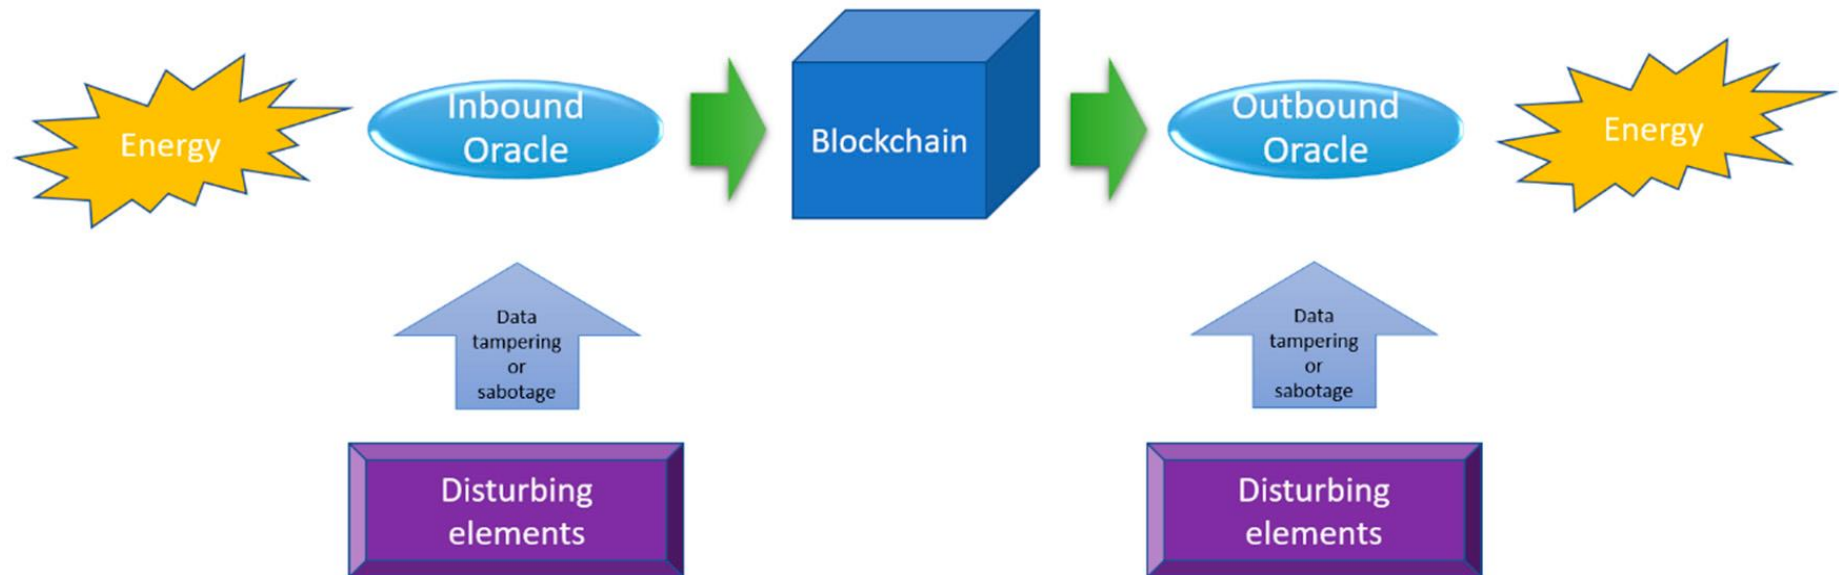 Energy
Inbound
Oracle
Blockchain
Outbound
Oracle
Energy
Data
tampering
or
sabotage
Data
tampering
or
sabotage
Disturbing
elements
Disturbing
elements